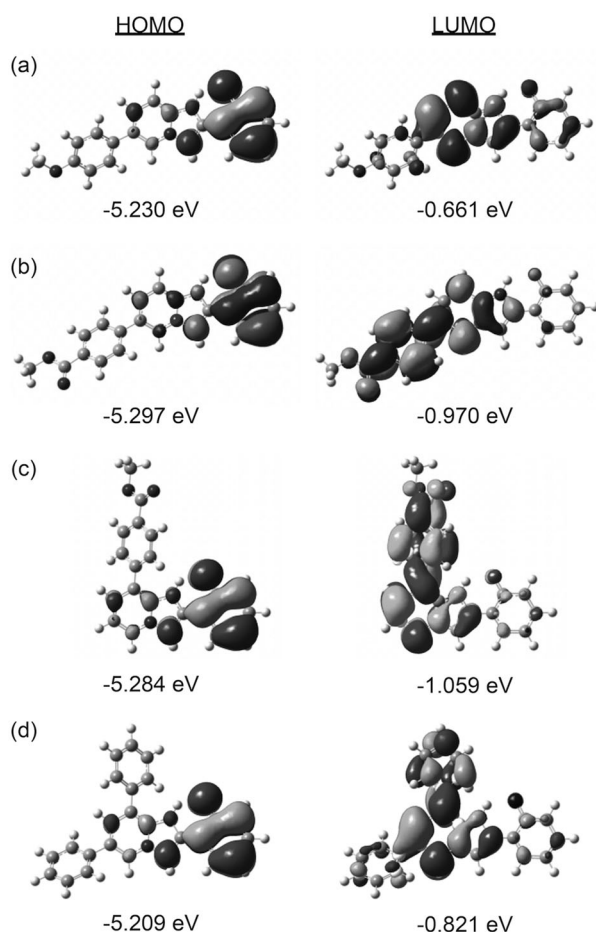 HOMO LUMO
(a)
-5.230 eV -0.661 eV
(b)
-5.297 eV -0.970 eV
(c)
-5.284 eV -1.059 eV
(d)
-5.209 eV -0.821 eV